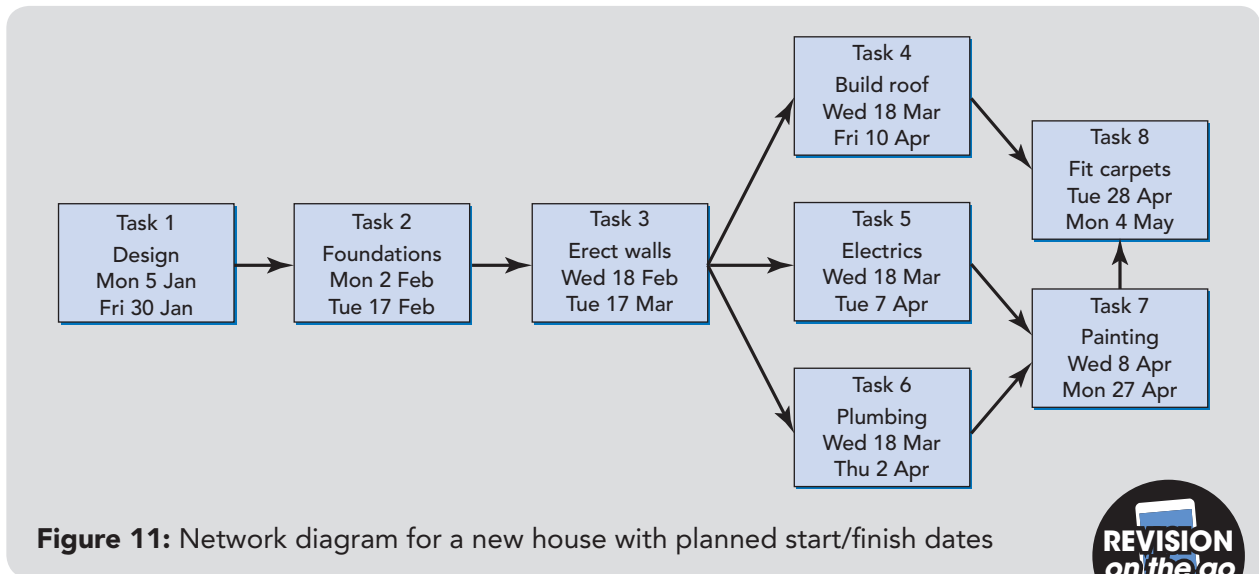 Task 1
Design
Mon 5 Jan
Fri 30 Jan
Task 2
Foundations
Mon 2 Feb
Tue 17 Feb
Task 3
Erect walls
Wed 18 Feb
Tue 17 Mar
Task 4
Build roof
Wed 18 Mar
Fri 10 Apr
Task 5
Electrics
Wed 18 Mar
Tue 7 Apr
Task 6
Plumbing
Wed 18 Mar
Thu 2 Apr
Task 8
Fit carpets
Tue 28 Apr
Mon 4 May
Task 7
Painting
Wed 8 Apr
Mon 27 Apr
Figure 11: Network diagram for a new house with planned start/finish dates
REVISION
on the go